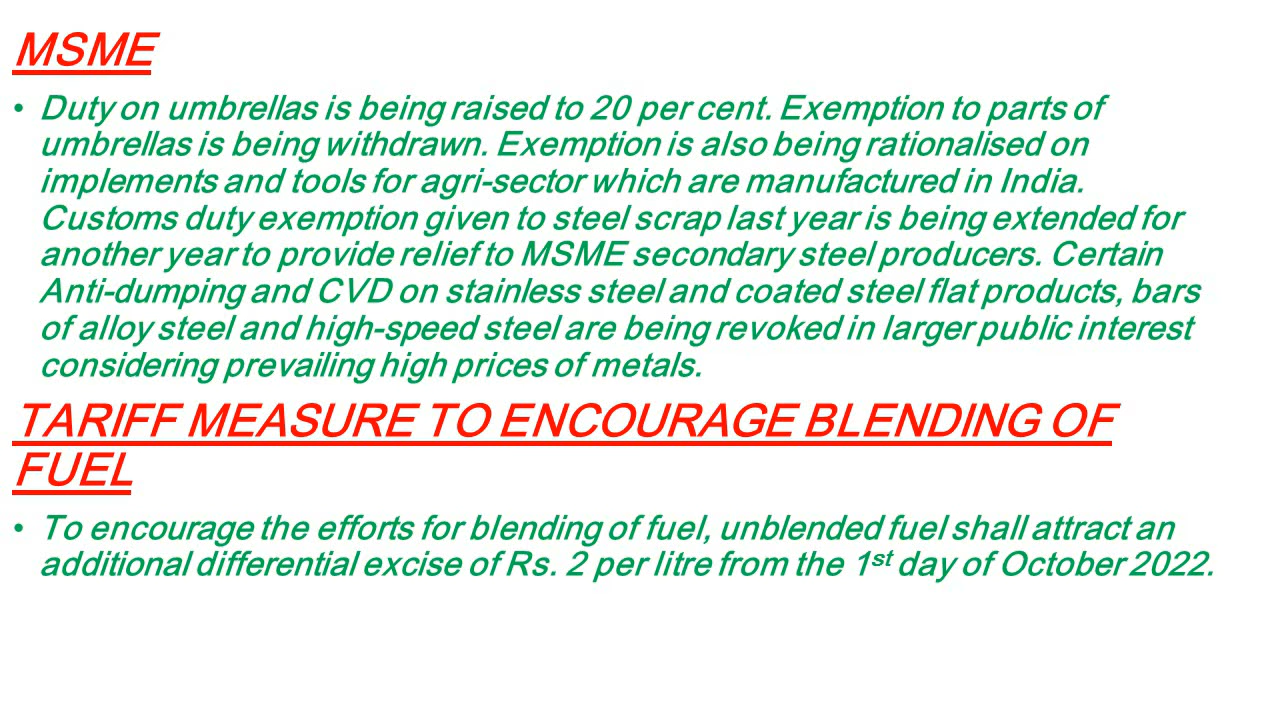 MSME
• Duty on umbrellas is being raised to 20 per cent. Exemption to parts of
umbrellas is being withdrawn. Exemption is also being rationalised on
implements and tools for agri-sector which are manufactured in India.
Customs duty exemption given to steel scrap last year is being extended for
another year to provide relief to MSME secondary steel producers. Certain
Anti-dumping and CVD on stainless steel and coated steel flat products, bars
of alloy steel and high-speed steel are being revoked in larger public interest
considering prevailing high prices of metals.
TARIFF MEASURE TO ENCOURAGE BLENDING OF
FUEL
• To encourage the efforts for blending of fuel, unblended fuel shall attract an
additional differential excise of Rs. 2 per litre from the 1st day of October 2022.